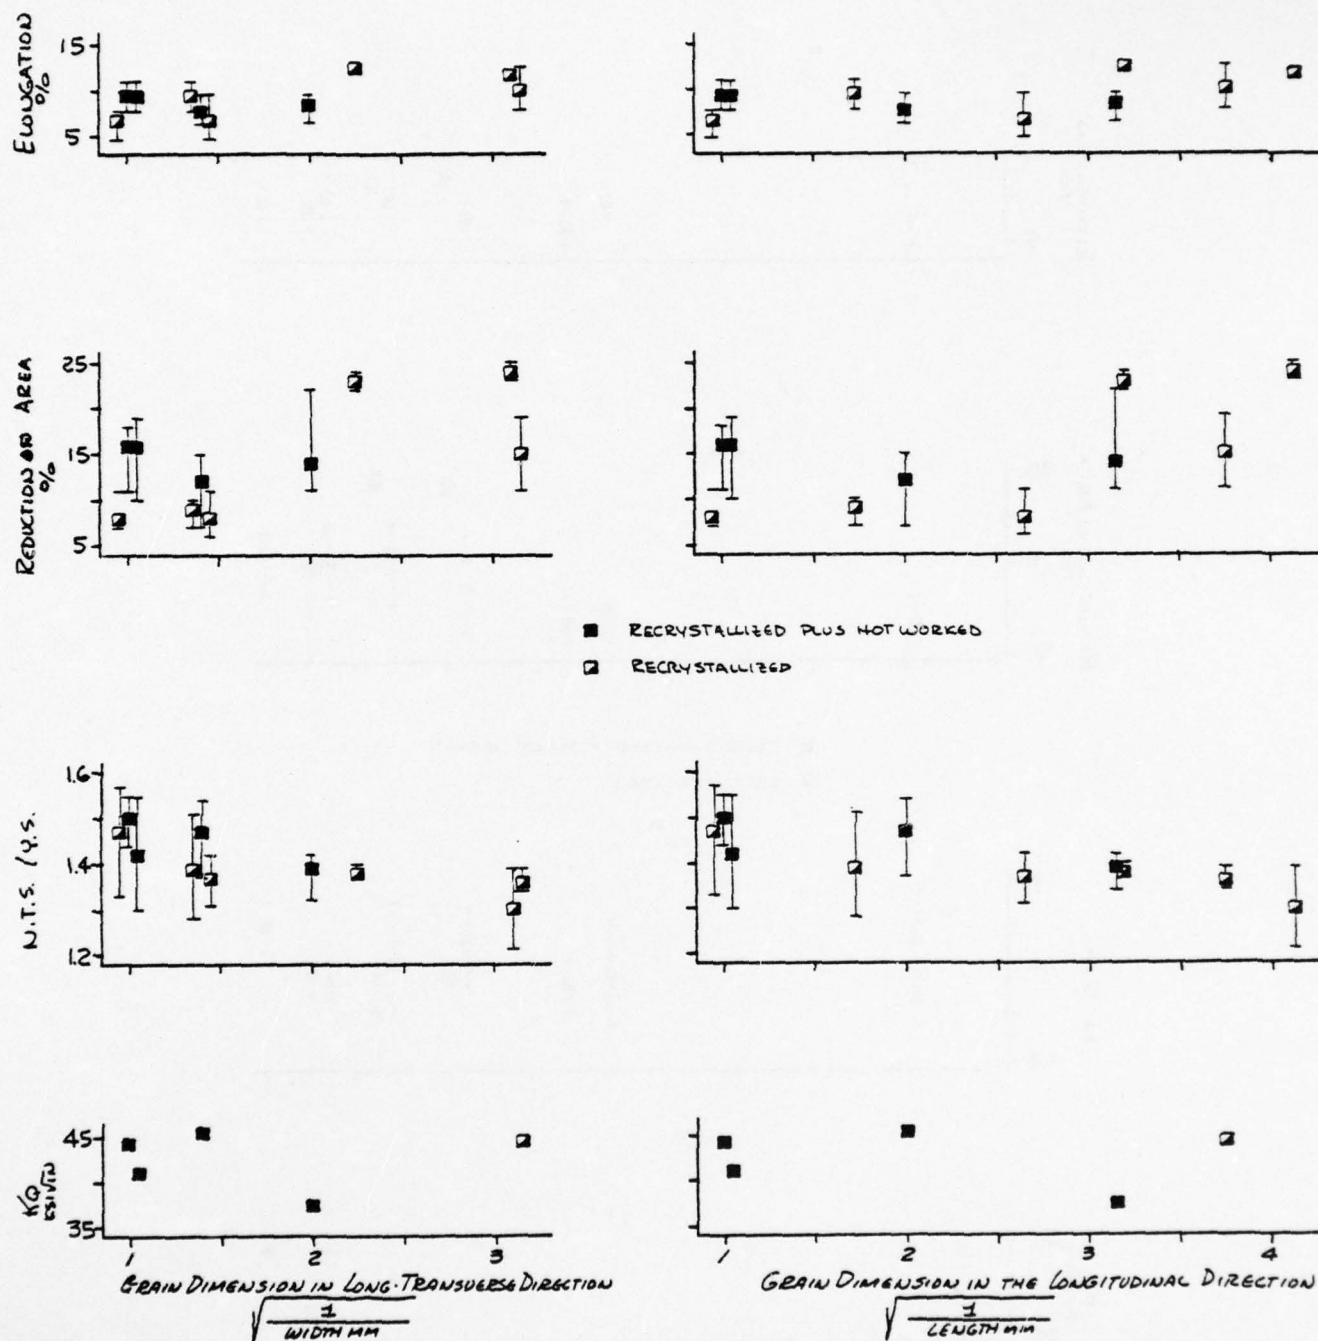 ELONGATION
%
15
5
REDUCTION OF AREA
%
25
15
5
RECRYSTALLIZED PLUS HOT WORKED
RECRYSTALLIZED
N.T.S. / Y.S.
1.6
1.4
1.2
KQ
KSI√IN
45
35
1 2 3
1 2 3 4
GRAIN DIMENSION IN LONG-TRANSVERSE DIRECTION
√1/WIDTH MM
GRAIN DIMENSION IN THE LONGITUDINAL DIRECTION
√1/LENGTH MM